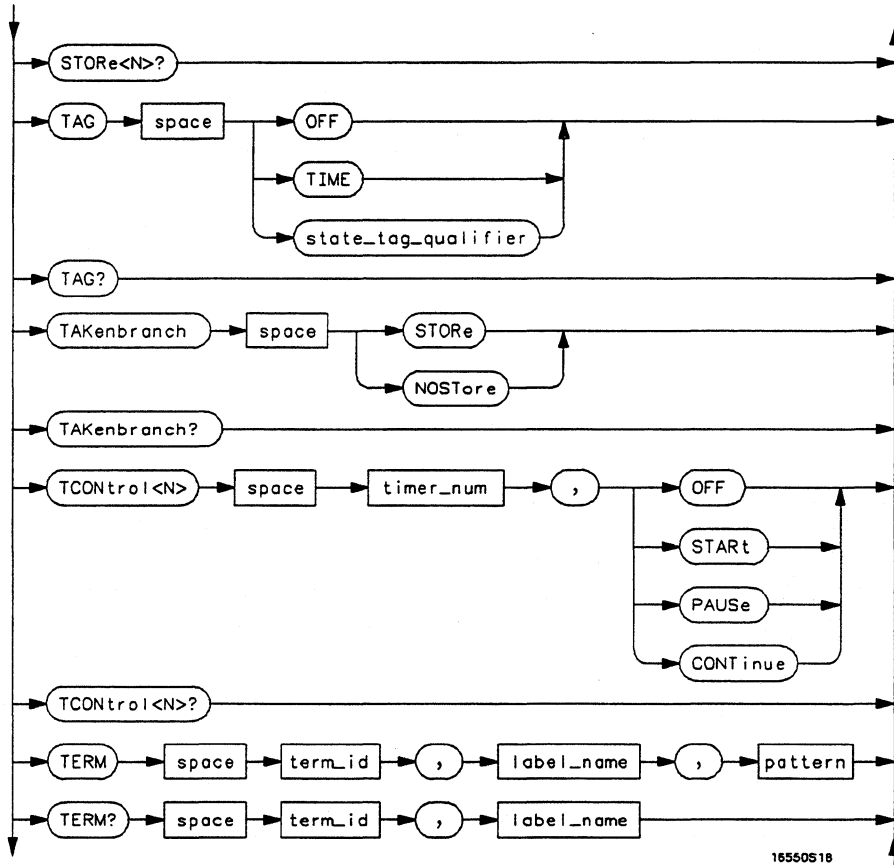 STORe<N>?
TAG space OFF
TIME
state_tag_qualifier
TAG?
TAKenbranch space STORe
NOSTore
TAKenbranch?
TCONtrol<N> space timer_num , OFF
STARt
PAUSe
CONTinue
TCONtrol<N>?
TERM space term_id , label_name , pattern
TERM? space term_id , label_name
16550S18